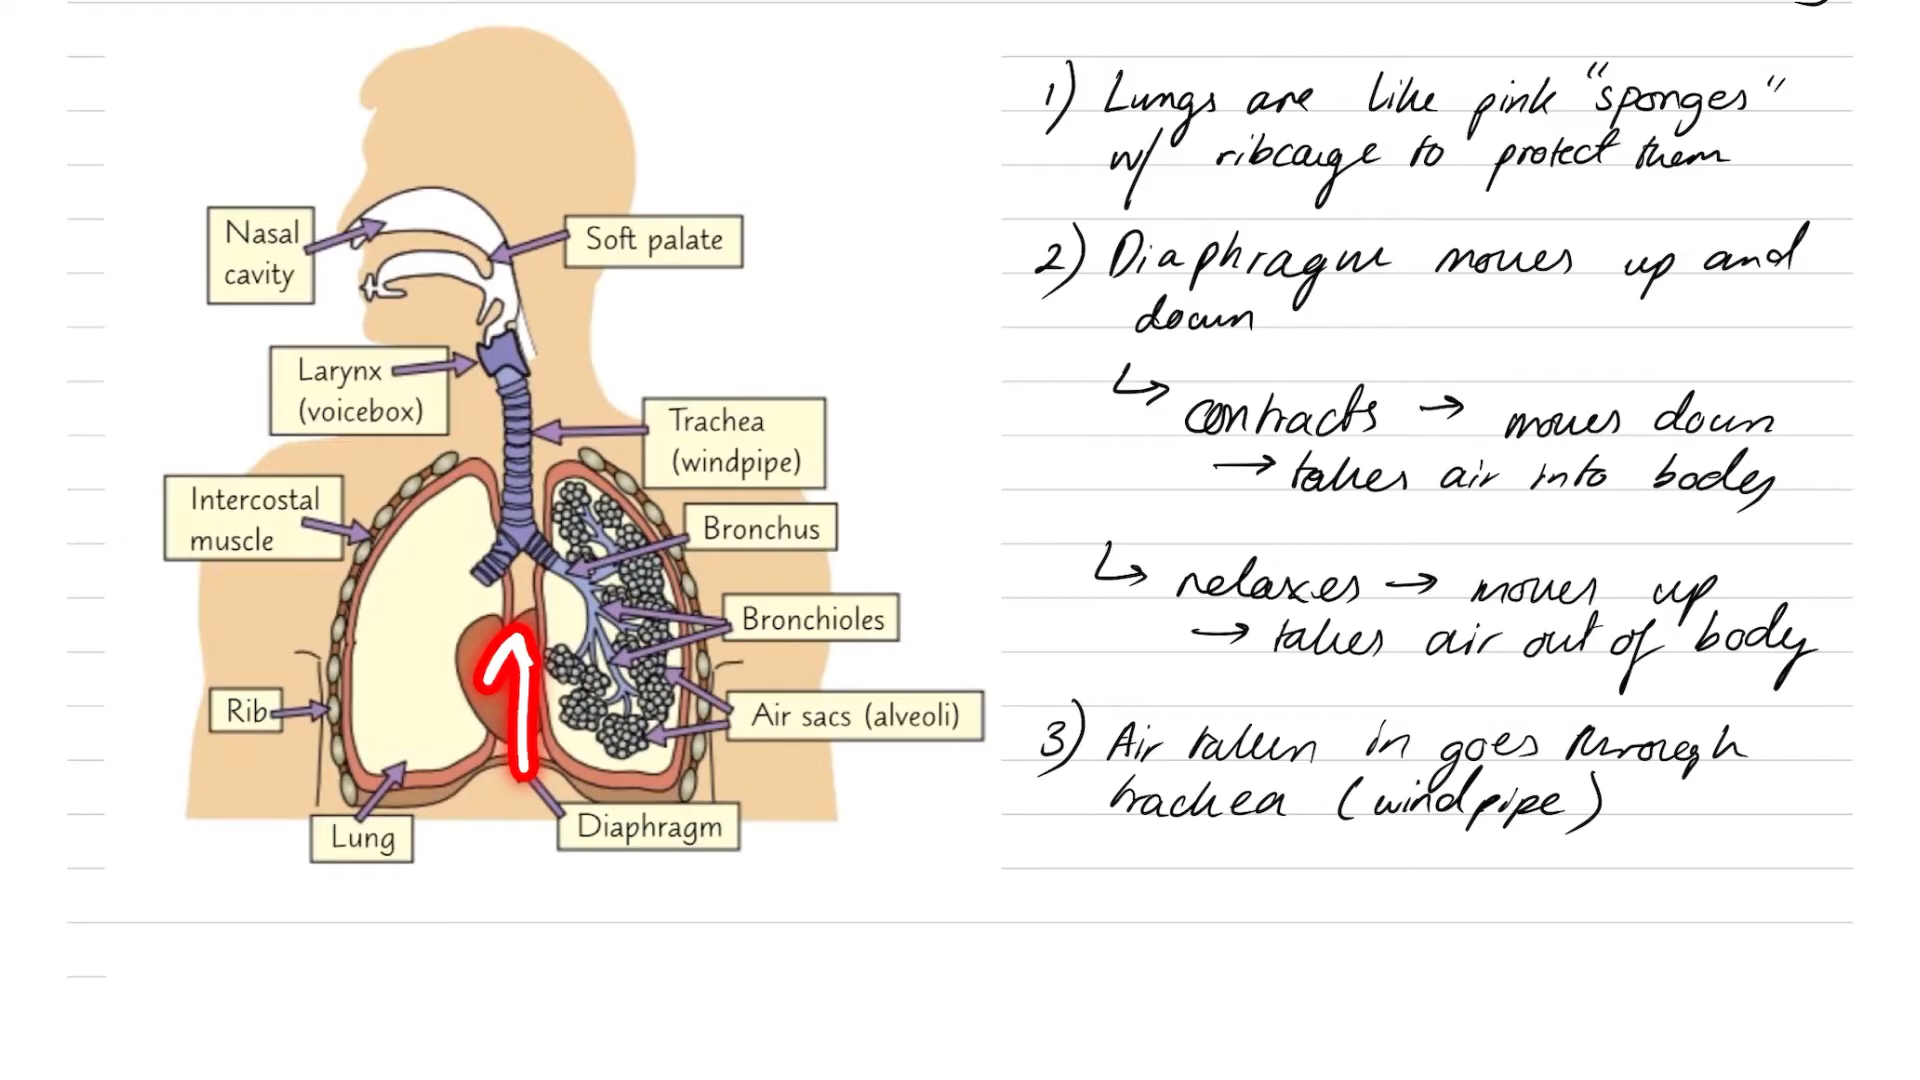 Nasal
cavity
Soft palate
Larynx
(voicebox)
Trachea
(windpipe)
Intercostal
muscle
Bronchus
Bronchioles
Rib
Air sacs (alveoli)
Lung
Diaphragm
1) Lungs are like pink "sponges"
w/ ribcage to protect them
2) Diaphragm moves up and
down
↳ contracts → moves down
→ takes air into body
↳ relaxes → moves up
→ takes air out of body
3) Air taken in goes through
trachea (windpipe)